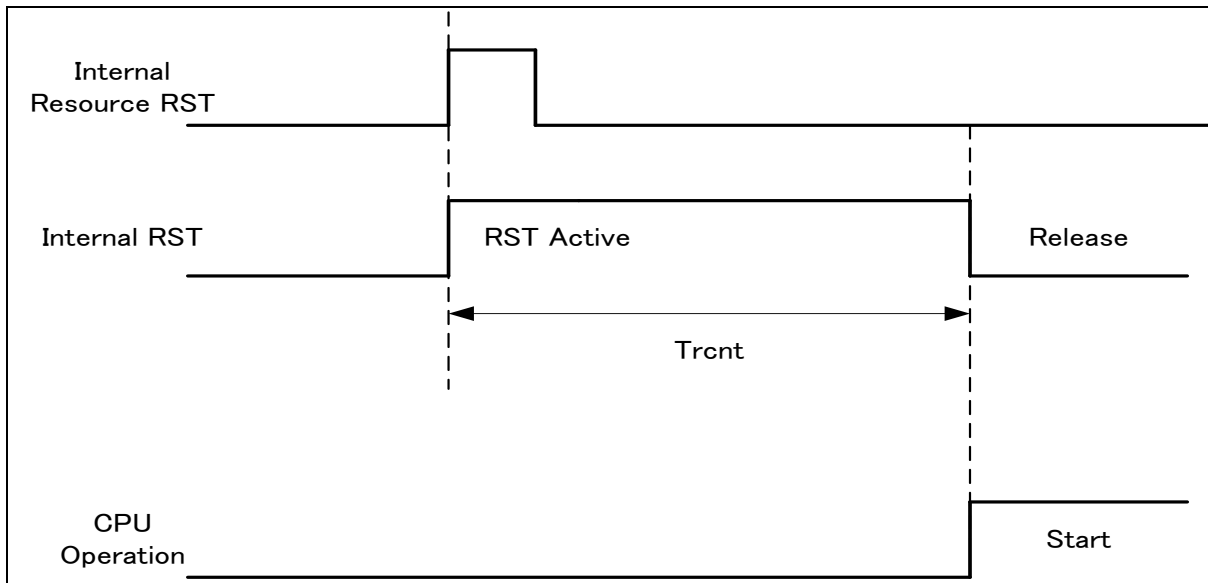 Internal
Resource RST
Internal RST
RST Active
Release
Trcnt
CPU
Operation
Start